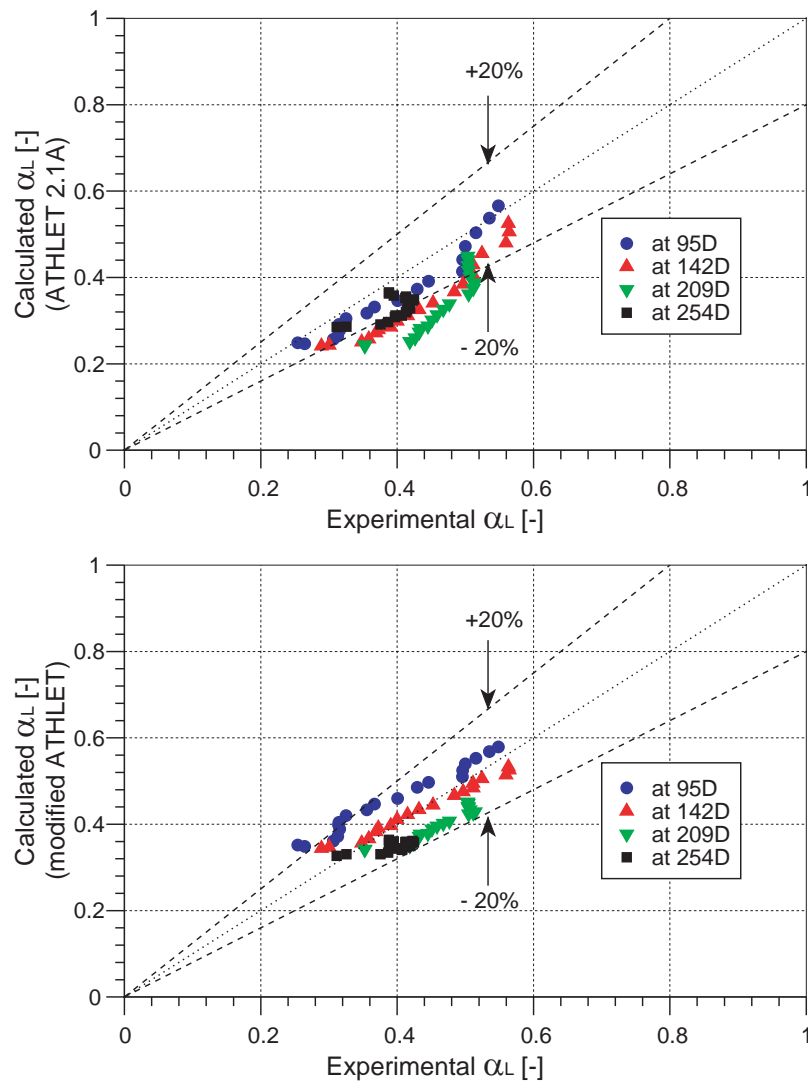 1
0.8
0.6
0.4
0.2
0
Calculated αL [-]
(ATHLET 2.1A)
+20%
- 20%
at 95D
at 142D
at 209D
at 254D
0 0.2 0.4 0.6 0.8 1
Experimental αL [-]
1
0.8
0.6
0.4
0.2
0
Calculated αL [-]
(modified ATHLET)
+20%
- 20%
at 95D
at 142D
at 209D
at 254D
0 0.2 0.4 0.6 0.8 1
Experimental αL [-]